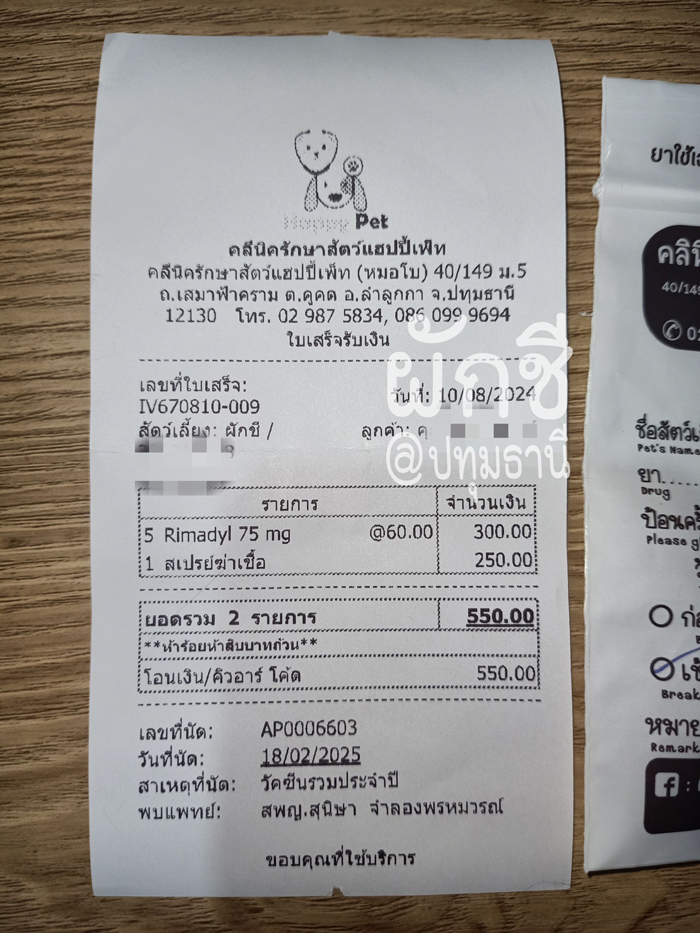 Happy Pet
คลีนิครักษาสัตว์แฮปปี้เพ็ท
คลีนิครักษาสัตว์แฮปปี้เพ็ท (หมอโบ) 40/149 ม.5
ถ.เสมาฟ้าคราม ต.คูคต อ.ลำลูกกา จ.ปทุมธานี
12130 โทร. 02 987 5834, 086 099 9694
ใบเสร็จรับเงิน
เลขที่ใบเสร็จ:
IV670810-009
วันที่: 10/08/2024
สัตว์เลี้ยง: ผักชี /
ลูกค้า: คุ
ผักชี
@ปทุมธานี
รายการ จำนวนเงิน
5 Rimadyl 75 mg @60.00 300.00
1 สเปรย์ฆ่าเชื้อ 250.00
ยอดรวม 2 รายการ 550.00
**ห้าร้อยห้าสิบบาทถ้วน**
โอนเงิน/คิวอาร์ โค้ด 550.00
เลขที่นัด: AP0006603
วันที่นัด: 18/02/2025
สาเหตุที่นัด: วัคซีนรวมประจำปี
พบแพทย์: สพญ.สุนิษา จำลองพรหมวรณ์
ขอบคุณที่ใช้บริการ
ยาใช้
คลิ
40/149
ชื่อสัตว์
Pet's Name
ยา.....
Drug
ป้อนครั้
Please
ก่
เช้
Break
หมาย
Remark